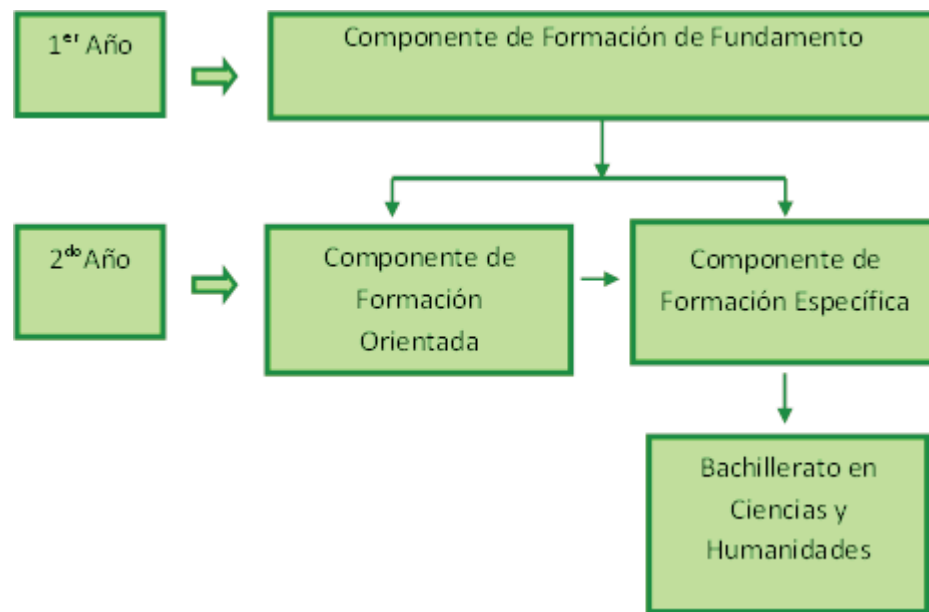 1er Año
Componente de Formación de Fundamento
2do Año
Componente de
Formación
Orientada
Componente de
Formación Específica
Bachillerato en
Ciencias y
Humanidades